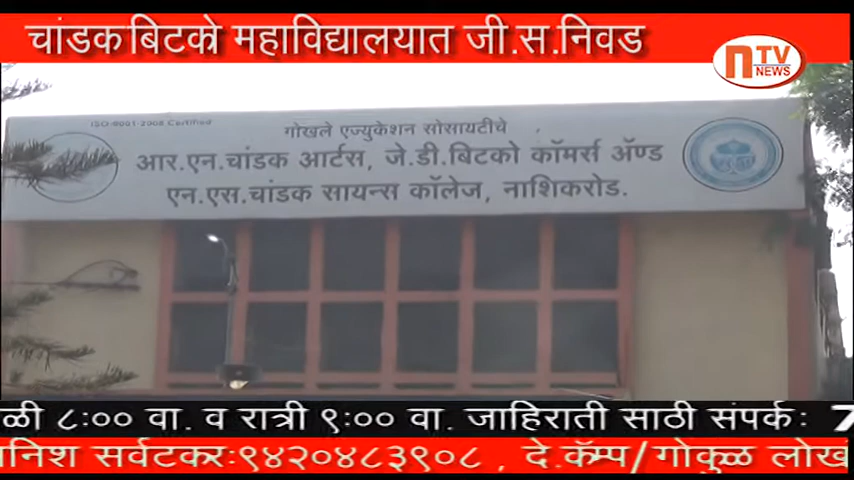 चांडक बिटको महाविद्यालयात जी.स.निवड
nTV
NEWS
ISO-9001-2008 Certified
गोखले एज्युकेशन सोसायटीचे
आर.एन.चांडक आर्टस, जे.डी.बिटको कॉमर्स ॲण्ड
एन.एस.चांडक सायन्स कॉलेज, नाशिकरोड.
ळी ८:०० वा. व रात्री ९:०० वा. जाहिराती साठी संपर्क:
निश सर्वटकर:९४२०४८३९०८ , दे.कॅम्प/गोकुळ लोख